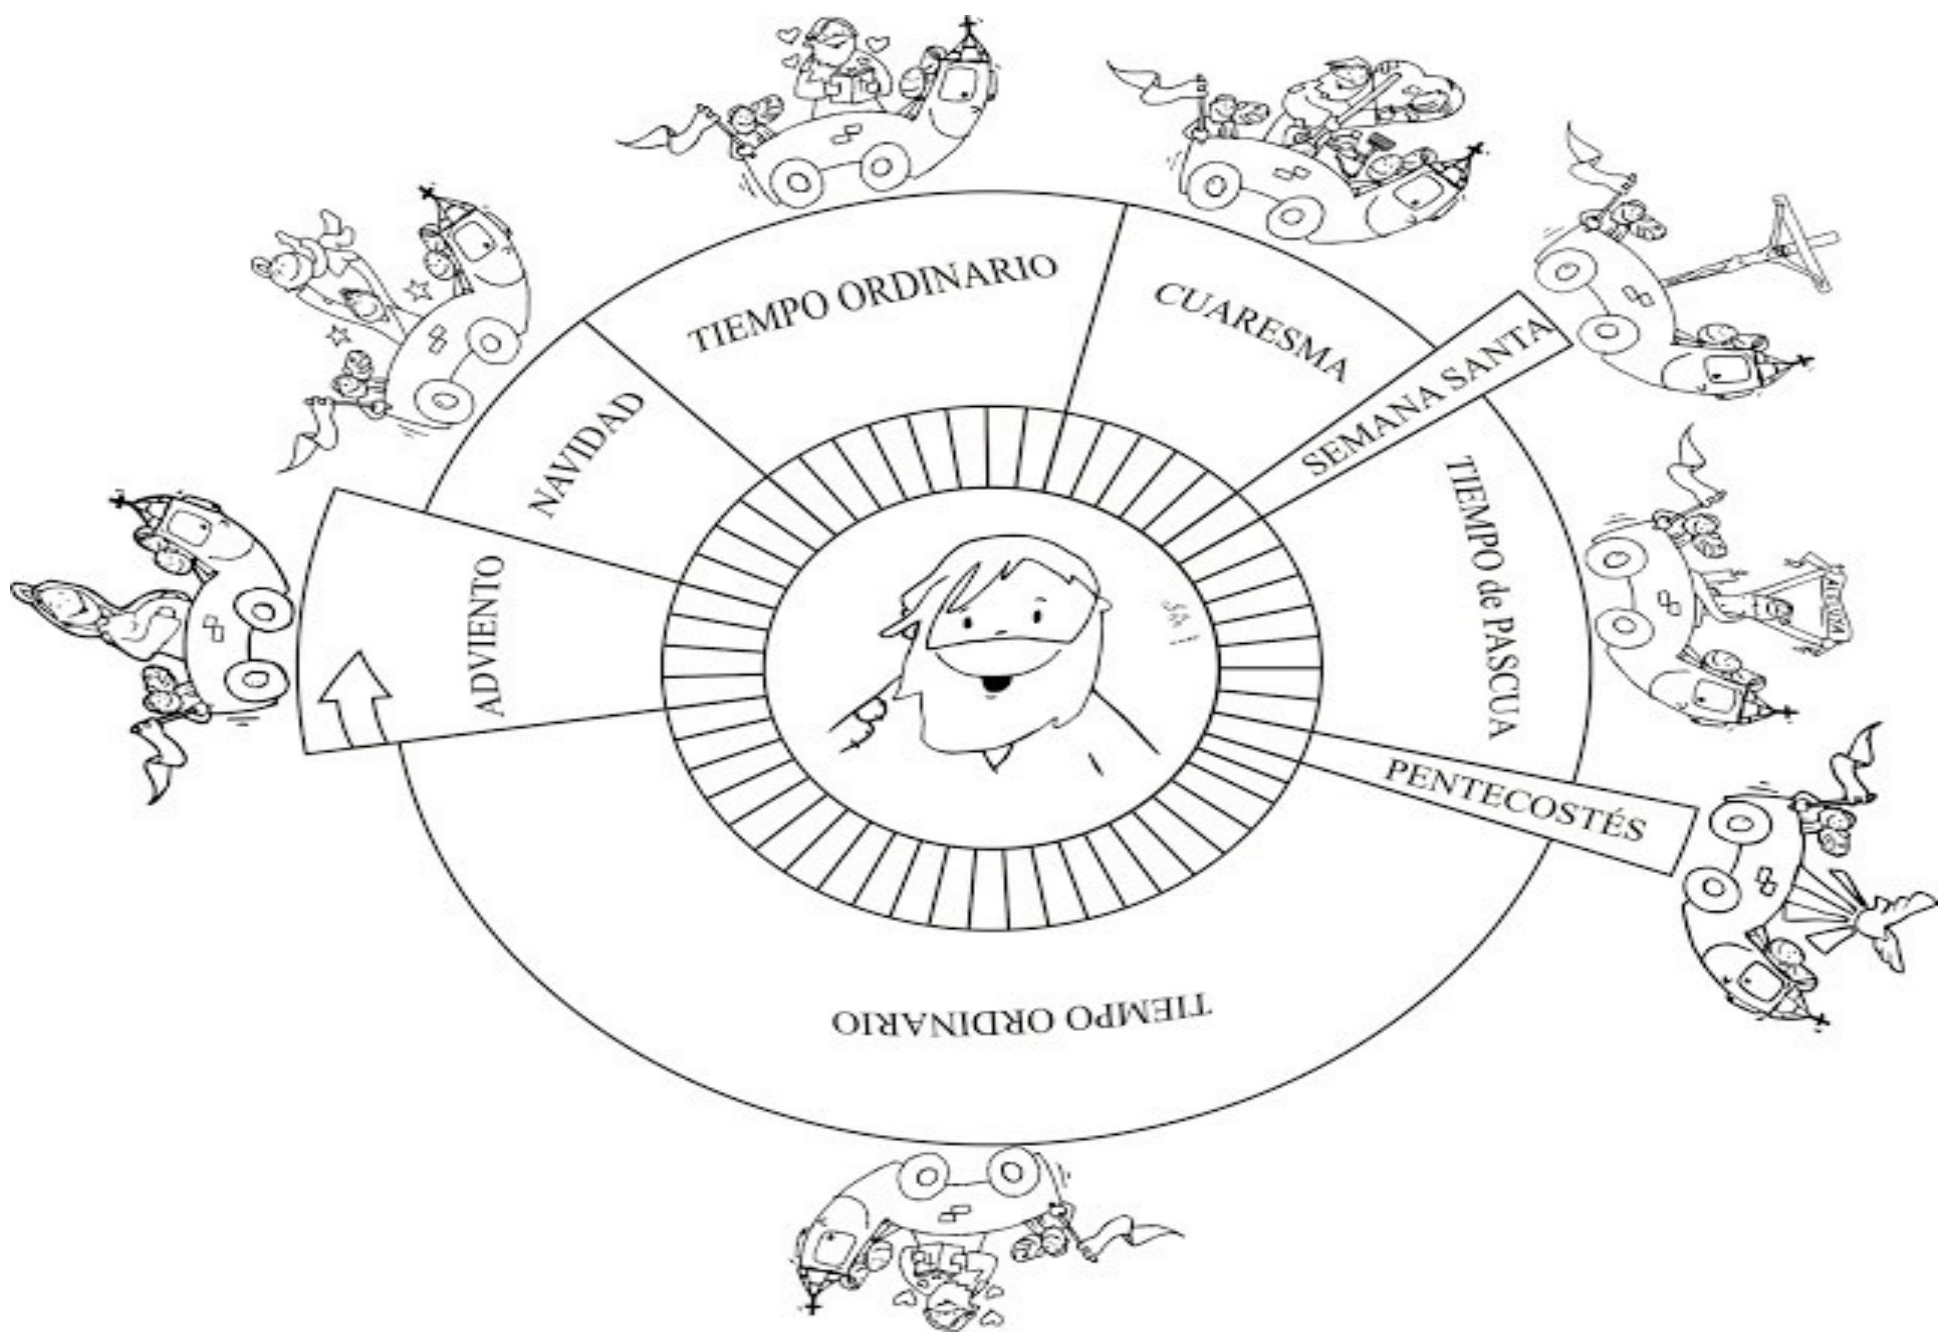 ADVIENTO
NAVIDAD
TIEMPO ORDINARIO
CUARESMA
SEMANA SANTA
TIEMPO de PASCUA
PENTECOSTÉS
TIEMPO ORDINARIO